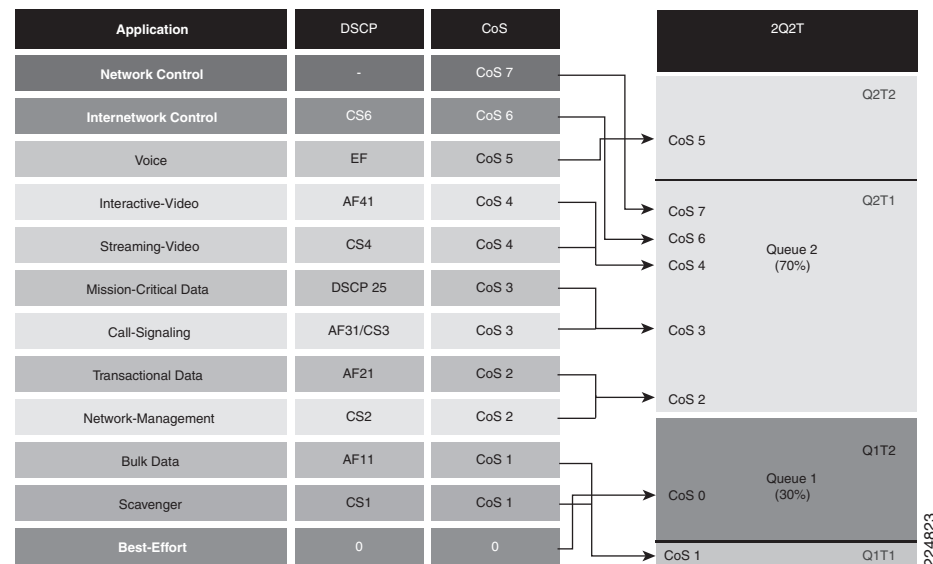 Application DSCP CoS 2Q2T
Network Control - CoS 7
Internetwork Control CS6 CoS 6
Voice EF CoS 5
Interactive-Video AF41 CoS 4
Streaming-Video CS4 CoS 4
Mission-Critical Data DSCP 25 CoS 3
Call-Signaling AF31/CS3 CoS 3
Transactional Data AF21 CoS 2
Network-Management CS2 CoS 2
Bulk Data AF11 CoS 1
Scavenger CS1 CoS 1
Best-Effort 0 0
Q2T2
CoS 5
Q2T1
CoS 7
CoS 6
Queue 2
(70%)
CoS 4
CoS 3
CoS 2
Q1T2
Queue 1
(30%)
CoS 0
CoS 1 Q1T1
224823